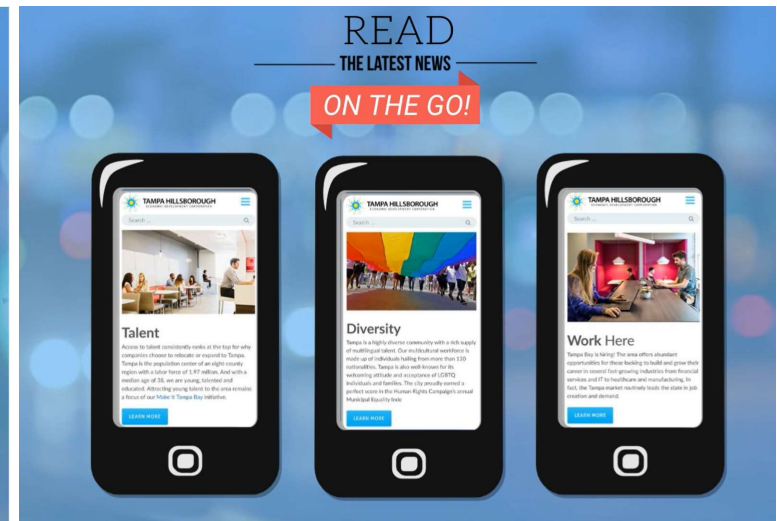 READ
THE LATEST NEWS
ON THE GO!
TAMPA HILLSBOROUGH
ECONOMIC DEVELOPMENT CORPORATION
Search ...
Talent
Access to talent consistently ranks at the top for why
companies choose to relocate or expand to Tampa.
Tampa is the population center of an eight county
region with a labor force of 1.97 million. And with a
median age of 38, we are young, talented and
educated. Attracting young talent to the area remains
a focus of our Make It Tampa Bay initiative.
LEARN MORE
TAMPA HILLSBOROUGH
ECONOMIC DEVELOPMENT CORPORATION
Search ...
Diversity
Tampa is a highly diverse community with a rich supply
of multilingual talent. Our multicultural workforce is
made up of individuals hailing from more than 130
nationalities. Tampa is also well known for its
welcoming attitude and acceptance of LGBTQ
individuals and families. The city proudly earned a
perfect score in the Human Rights Campaign's annual
Municipal Equality Inde
LEARN MORE
TAMPA HILLSBOROUGH
ECONOMIC DEVELOPMENT CORPORATION
Search ...
Work Here
Tampa Bay is hiring! The area offers abundant
opportunities for those looking to build and grow their
career in several fast-growing industries from financial
services and IT to healthcare and manufacturing. In
fact, the Tampa market routinely leads the state in job
creation and demand.
LEARN MORE